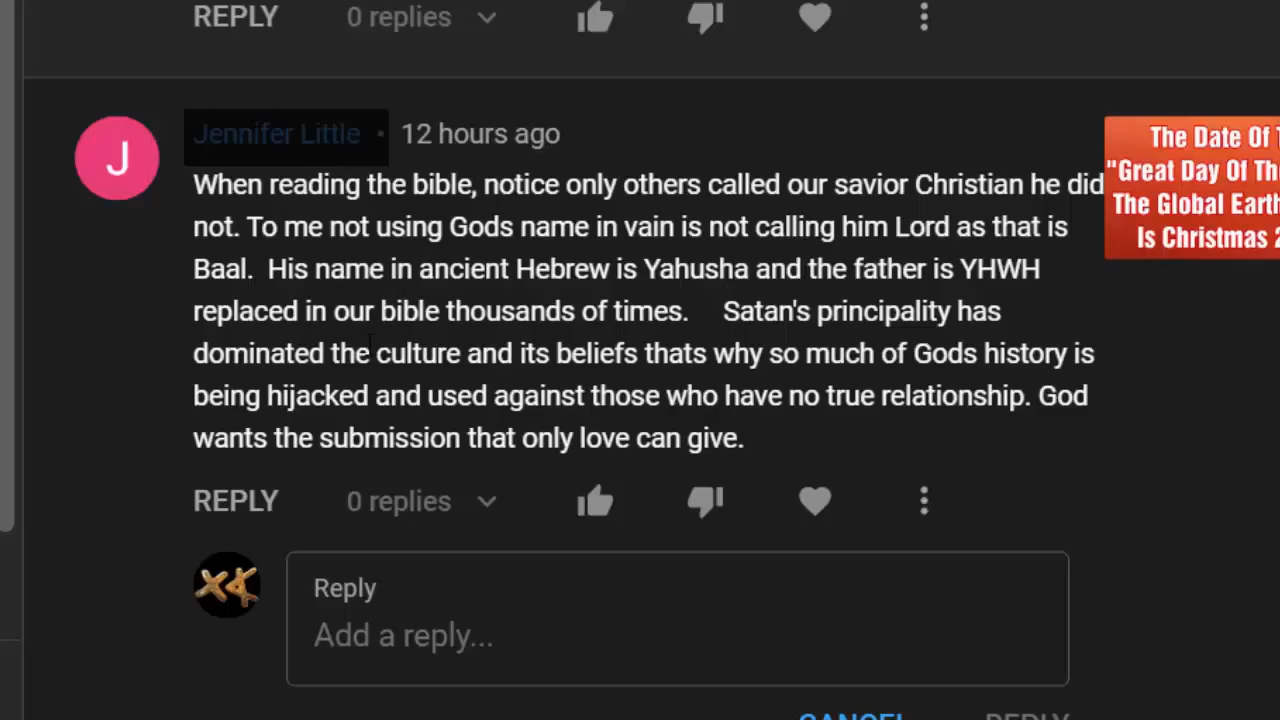 REPLY 0 replies
Jennifer Little • 12 hours ago
J
When reading the bible, notice only others called our savior Christian he did
not. To me not using Gods name in vain is not calling him Lord as that is
Baal.  His name in ancient Hebrew is Yahusha and the father is YHWH
replaced in our bible thousands of times.     Satan's principality has
dominated the culture and its beliefs thats why so much of Gods history is
being hijacked and used against those who have no true relationship. God
wants the submission that only love can give.
The Date Of
"Great Day Of
The Global
Is Christmas
REPLY 0 replies
Reply
Add a reply...
CANCEL REPLY